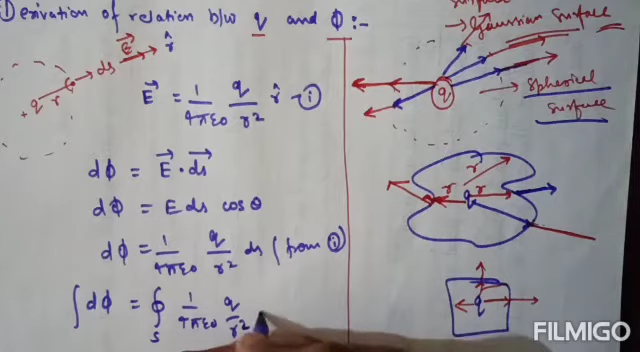 Derivation of relation b/w q and Φ :-
E⃗ r̂
ds
r
+q
E⃗ = 1/4πε0 q/r² r̂ - (i)
dΦ = E⃗ . ds⃗
dΦ = E ds cosθ
dΦ = 1/4πε0 q/r² ds (from (i))
∫dΦ = ∮s 1/4πε0 q/r²
surface
→ Gaussian Surface
q
→ Spherical
Surface
r
r q r
q
FILMIGO